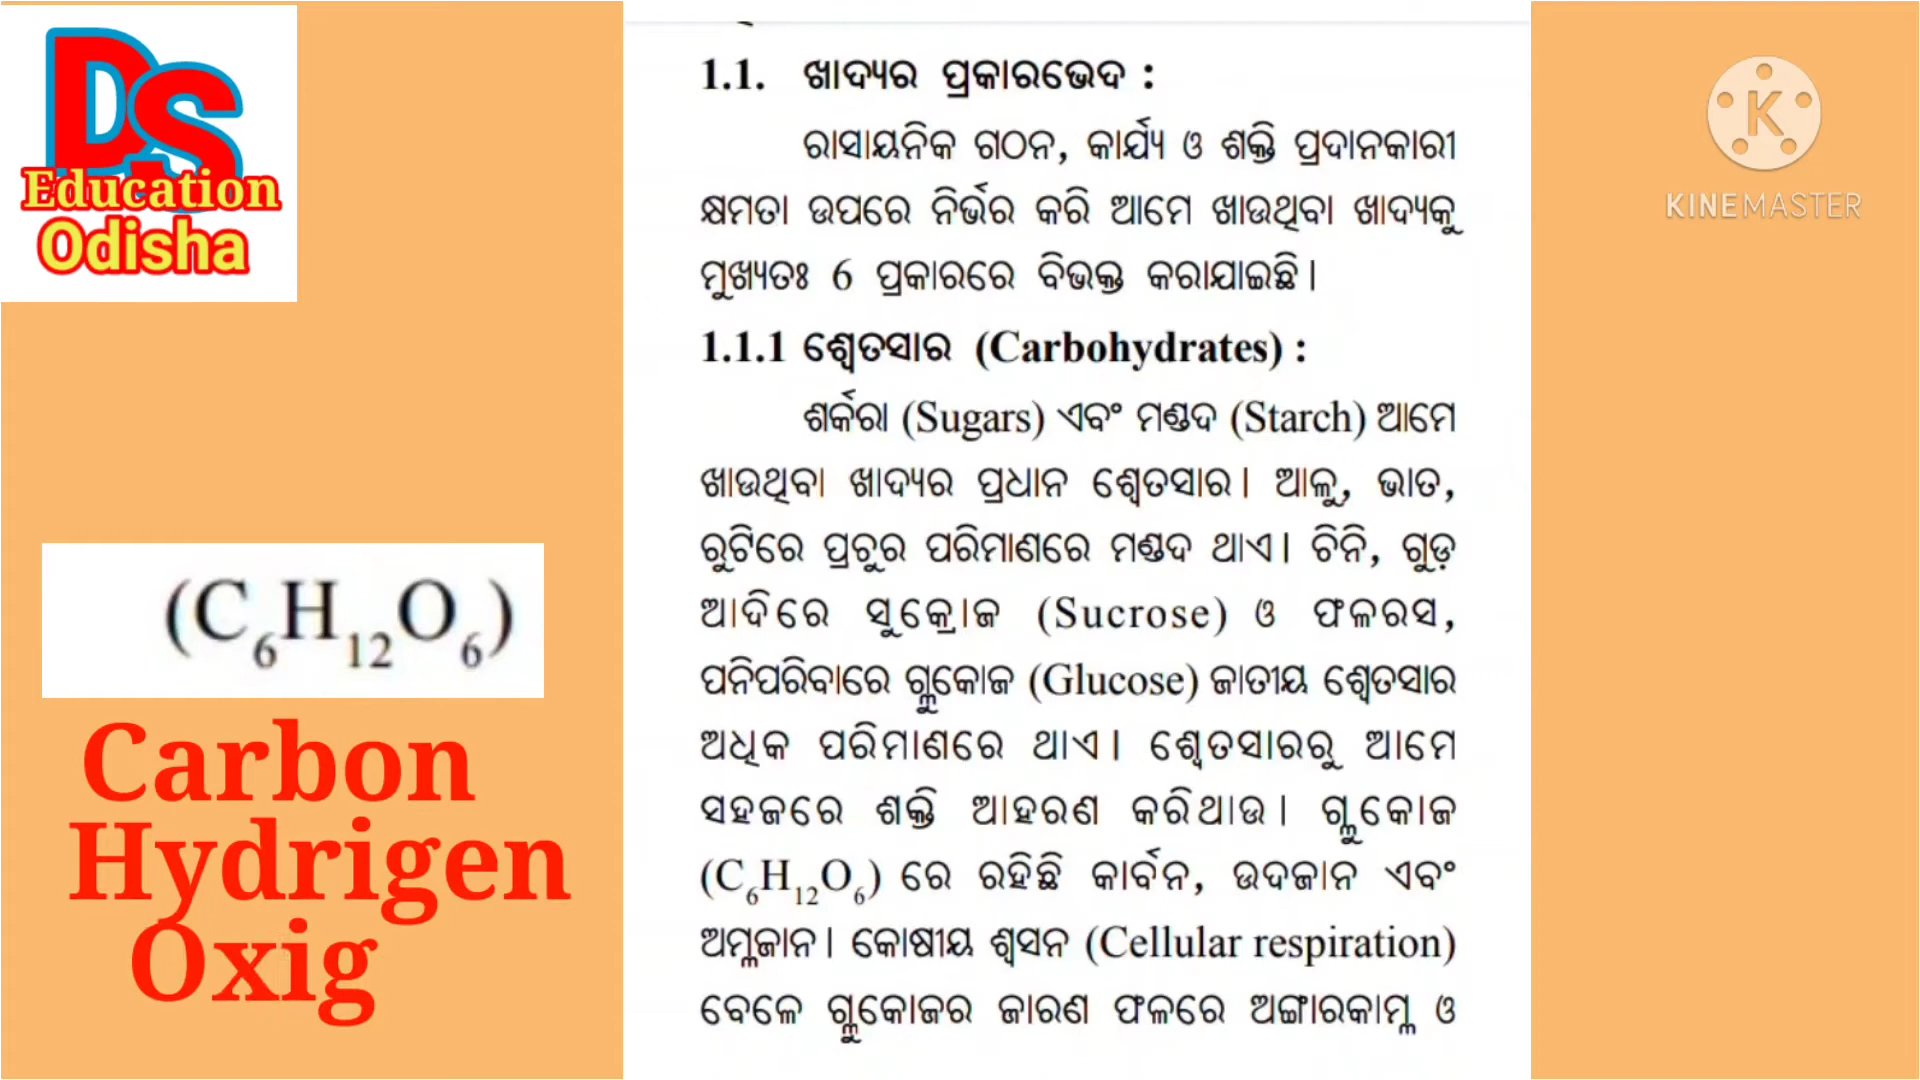 DS
Education
Odisha
(C6H12O6)
Carbon
Hydrigen
Oxig
1.1. ଖାଦ୍ୟର ପ୍ରକାରଭେଦ :
ରାସାୟନିକ ଗଠନ, କାର୍ଯ୍ୟ ଓ ଶକ୍ତି ପ୍ରଦାନକାରୀ
କ୍ଷମତା ଉପରେ ନିର୍ଭର କରି ଆମେ ଖାଉଥିବା ଖାଦ୍ୟକୁ
ମୁଖ୍ୟତଃ 6 ପ୍ରକାରରେ ବିଭକ୍ତ କରାଯାଇଛି।
1.1.1 ଶ୍ୱେତସାର (Carbohydrates) :
ଶର୍କରା (Sugars) ଏବଂ ମଣ୍ଡଦ (Starch) ଆମେ
ଖାଉଥିବା ଖାଦ୍ୟର ପ୍ରଧାନ ଶ୍ୱେତସାର। ଆଳୁ, ଭାତ,
ରୁଟିରେ ପ୍ରଚୁର ପରିମାଣରେ ମଣ୍ଡଦ ଥାଏ। ଚିନି, ଗୁଡ଼
ଆଦିରେ ସୁକ୍ରୋଜ (Sucrose) ଓ ଫଳରସ,
ପନିପରିବାରେ ଗ୍ଲୁକୋଜ (Glucose) ଜାତୀୟ ଶ୍ୱେତସାର
ଅଧିକ ପରିମାଣରେ ଥାଏ। ଶ୍ୱେତସାରରୁ ଆମେ
ସହଜରେ ଶକ୍ତି ଆହରଣ କରିଥାଉ। ଗ୍ଲୁକୋଜ
(C6H12O6) ରେ ରହିଛି କାର୍ବନ, ଉଦଜାନ ଏବଂ
ଅମ୍ଳଜାନ। କୋଷୀୟ ଶ୍ୱସନ (Cellular respiration)
ବେଳେ ଗ୍ଲୁକୋଜର ଜାରଣ ଫଳରେ ଅଙ୍ଗାରକାମ୍ଳ ଓ
K
KINEMASTER